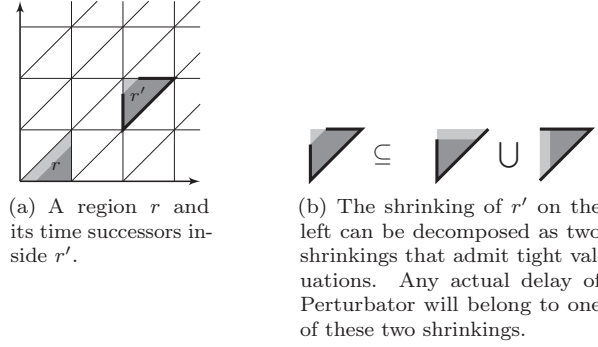 r'
r
⊆
⋃
(a) A region r and
its time successors in-
side r'.
(b) The shrinking of r' on the
left can be decomposed as two
shrinkings that admit tight val-
uations. Any actual delay of
Perturbator will belong to one
of these two shrinkings.